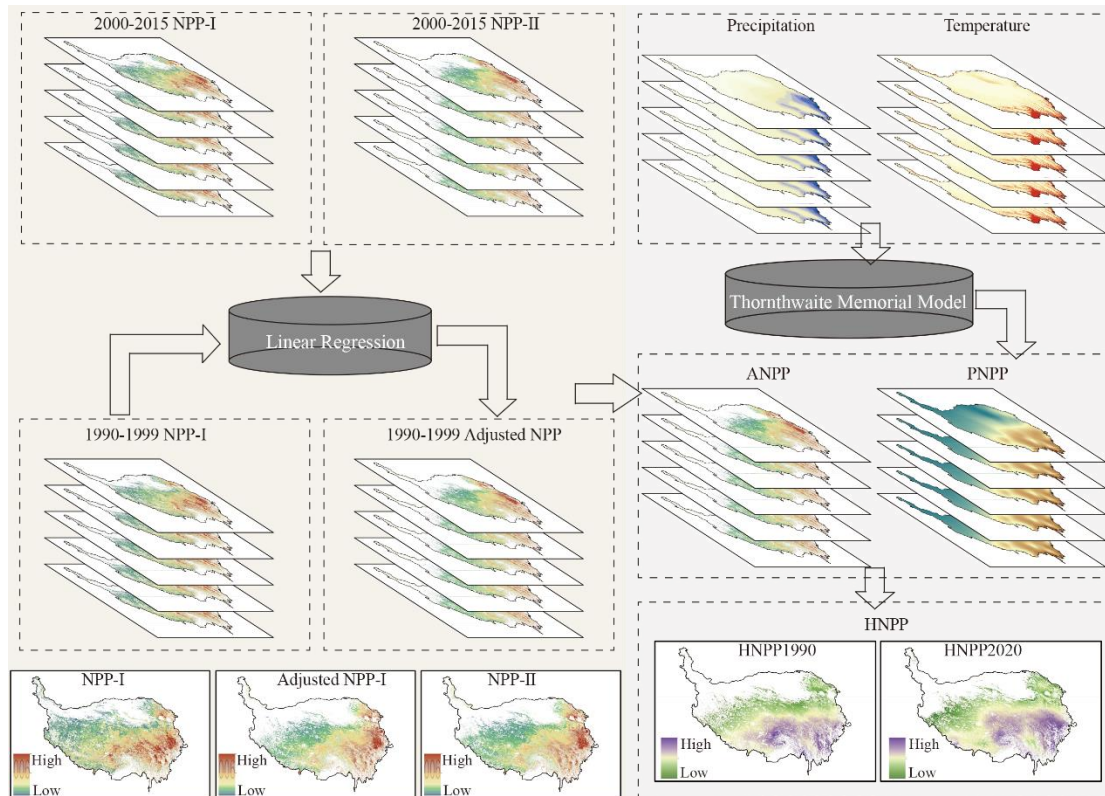 2000-2015 NPP-I
2000-2015 NPP-II
Linear Regression
1990-1999 NPP-I
1990-1999 Adjusted NPP
NPP-I
High
Low
Adjusted NPP-I
High
Low
NPP-II
High
Low
Precipitation
Temperature
Thornthwaite Memorial Model
ANPP
PNPP
HNPP
HNPP1990
High
Low
HNPP2020
High
Low